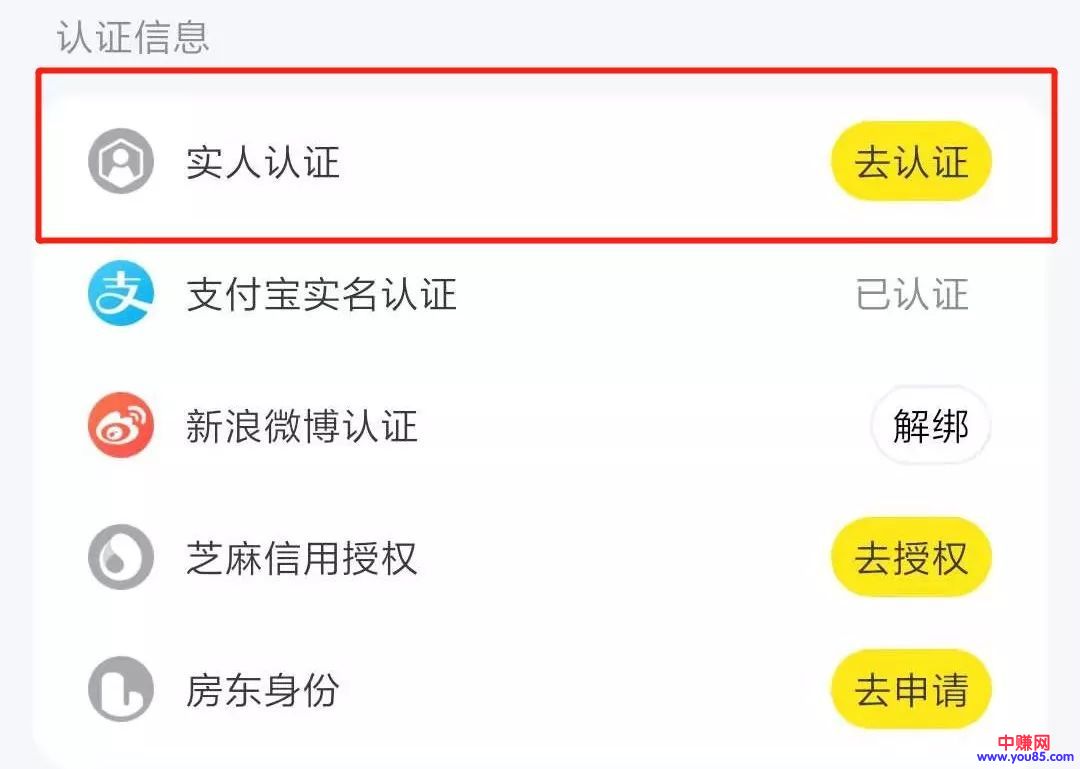 认证信息
实人认证 去认证
支 支付宝实名认证 已认证
新浪微博认证 解绑
芝麻信用授权 去授权
房东身份 去申请
中赚网
www.you85.com